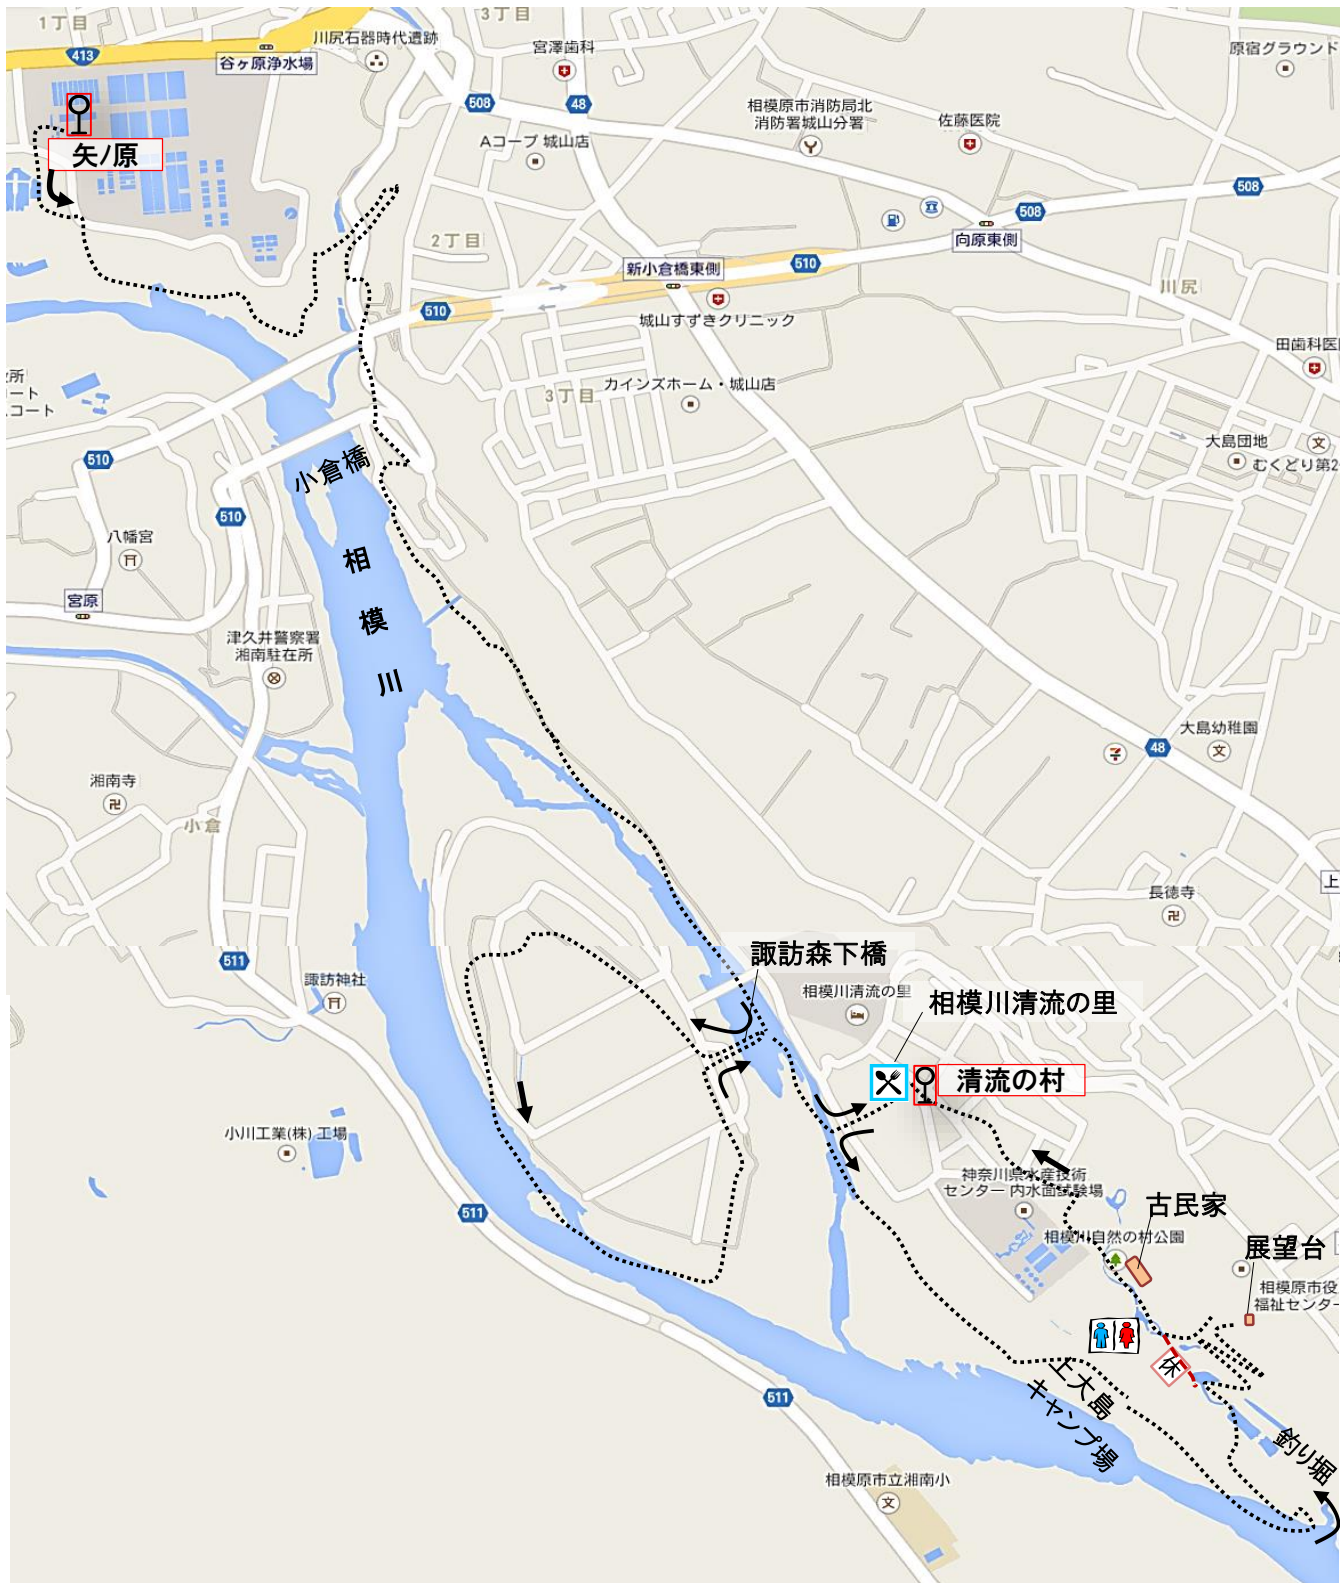 1丁目
3丁目
413
谷ヶ原浄水場
川尻石器時代遺跡
宮澤歯科
原宿グラウンド
508
48
相模原市消防局北
消防署城山分署
佐藤医院
Aコープ 城山店
矢ノ原
508
508
2丁目
向原東側
新小倉橋東側
510
川尻
510
城山すずきクリニック
田歯科医
所
ート
コート
3丁目
カインズホーム・城山店
510
小倉橋
大島団地
むくどり第2
510
八幡宮
相
模
川
宮原
津久井警察署
湘南駐在所
大島幼稚園
48
湘南寺
小倉
長徳寺
上
511
諏訪神社
諏訪森下橋
相模川清流の里
相模川清流の里
清流の村
小川工業(株) 工場
神奈川県水産技術
センター 内水面試験場
511
古民家
相模川自然の村公園
展望台
相模原市役
福祉センター
休
上大島
キャンプ場
511
釣り堀
相模原市立湘南小
文
文
文